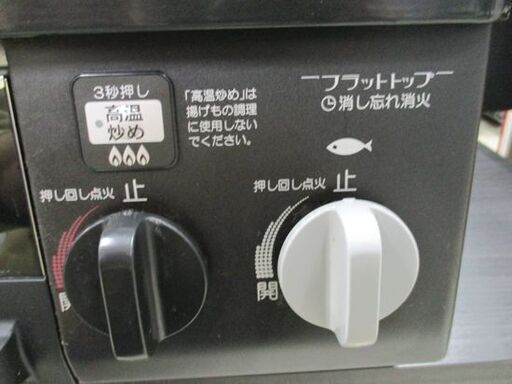 3秒押し
高温
炒め
「高温炒め」は
揚げもの調理
に使用しない
でください。
フラットトップ
消し忘れ消火
押し回し点火
止
押し回し点火
止
開